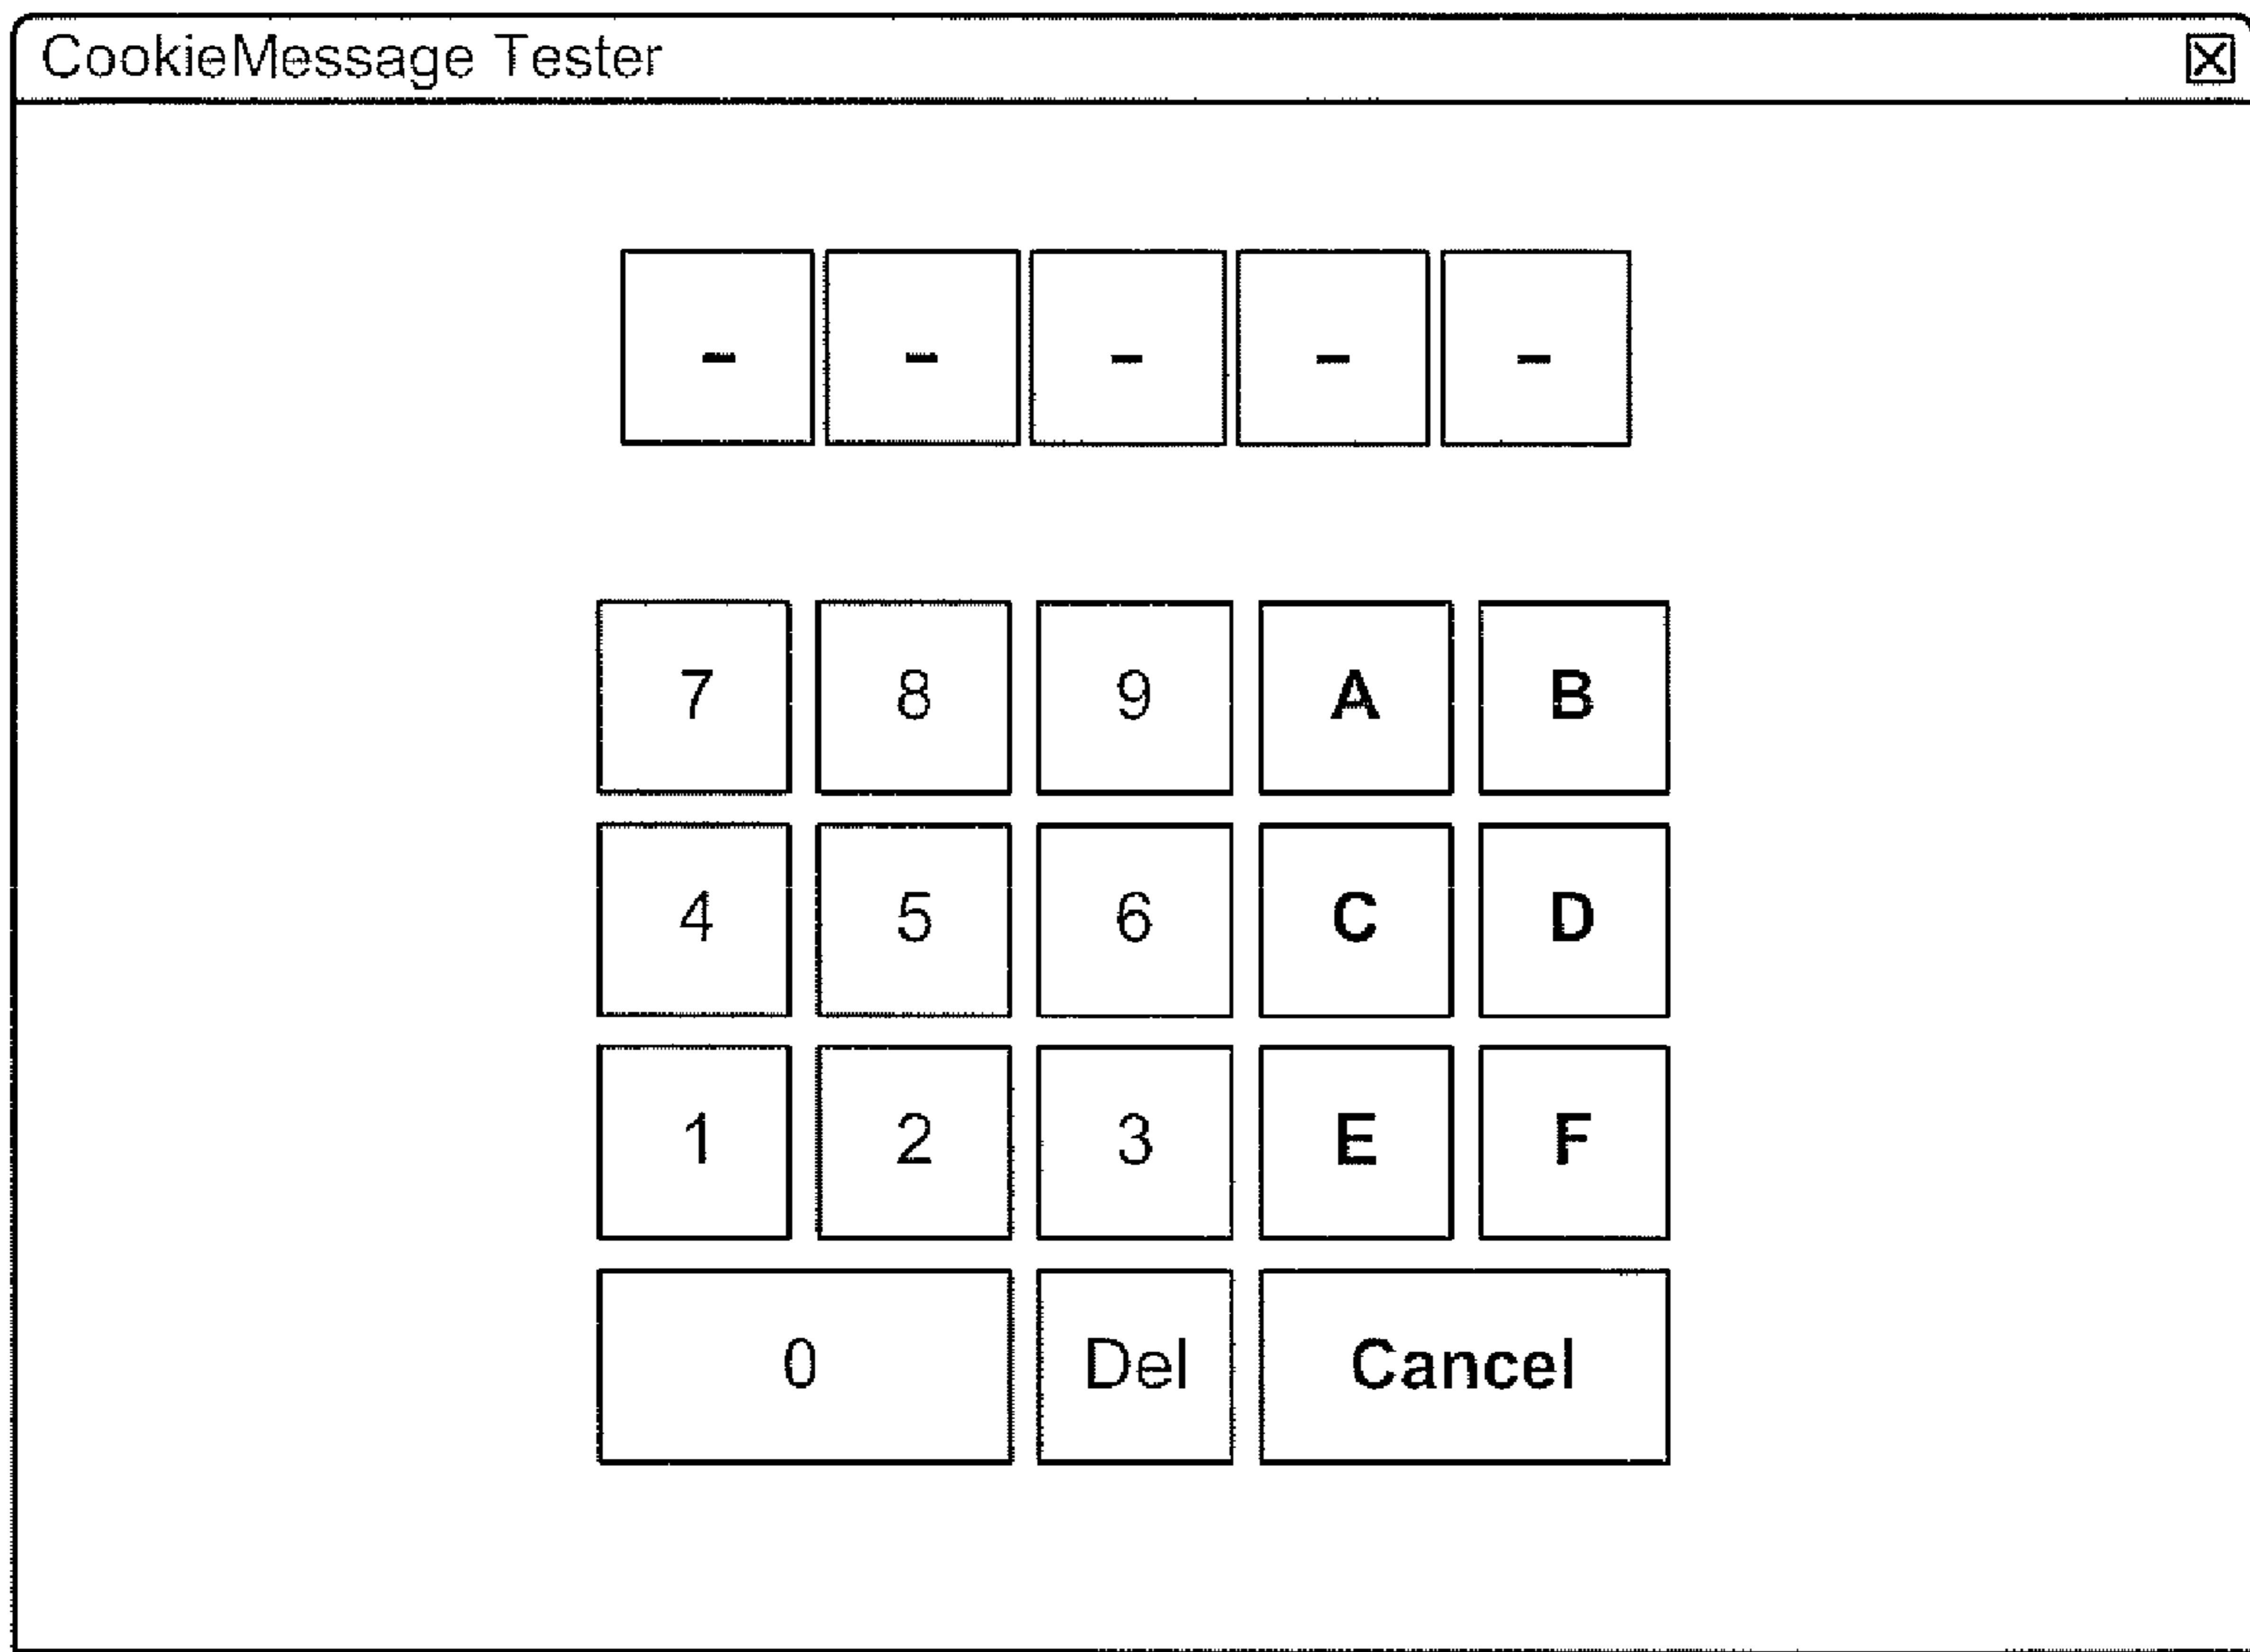 CookieMessage Tester
- - - - -
7 8 9 A B
4 5 6 C D
1 2 3 E F
0 Del Cancel